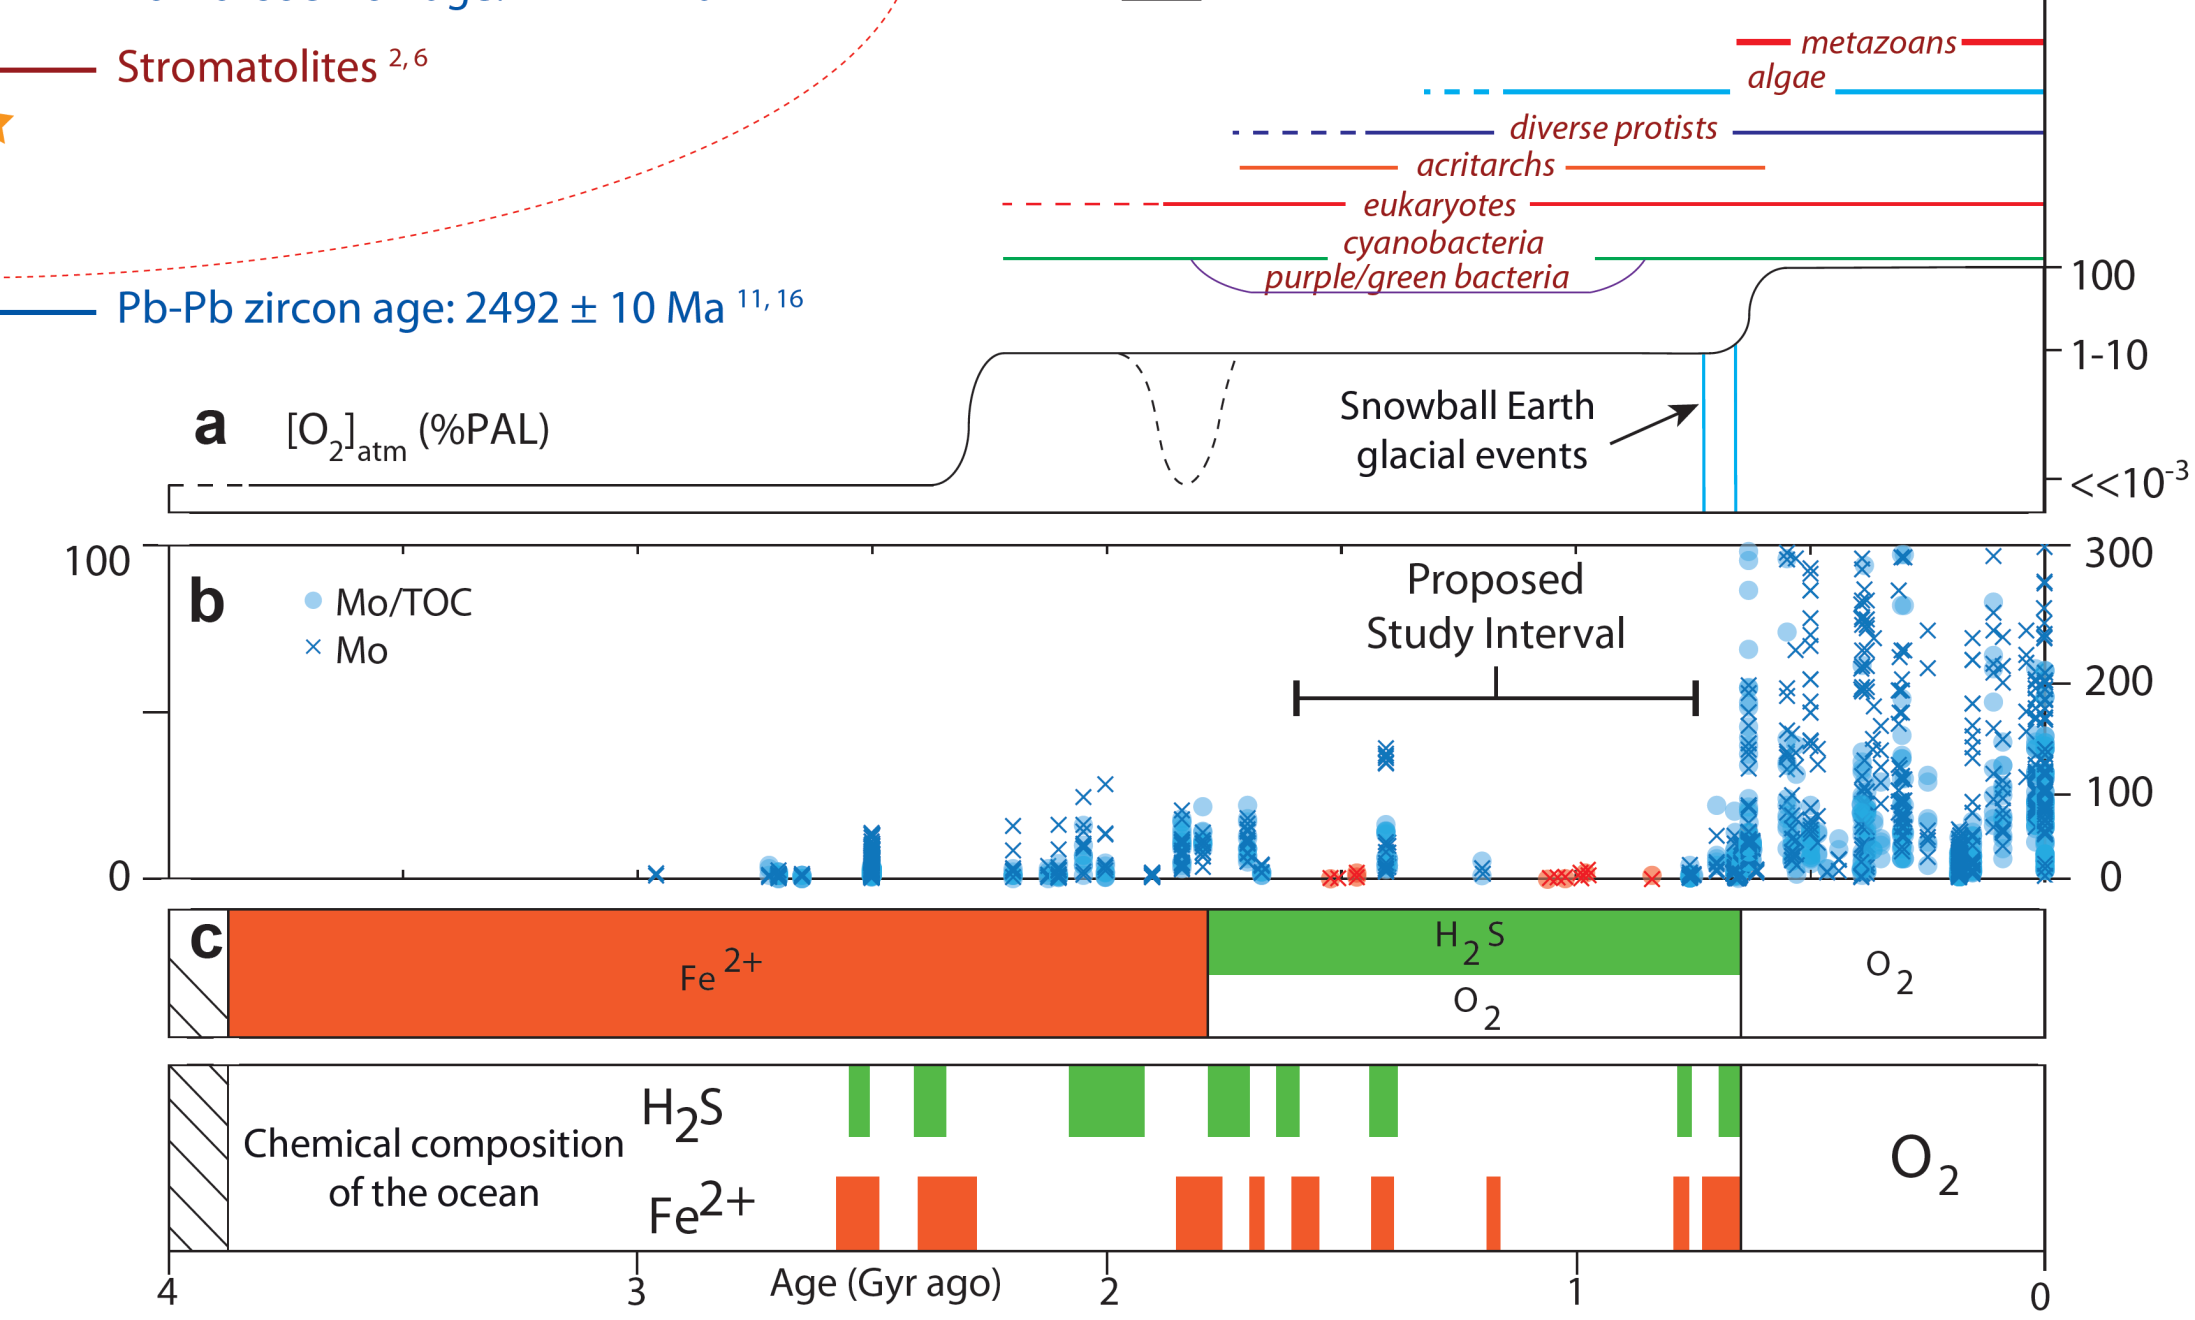 Stromatolites 2, 6
metazoans
algae
diverse protists
acritarchs
eukaryotes
cyanobacteria
purple/green bacteria
Pb-Pb zircon age: 2492 ± 10 Ma 11, 16
100
1-10
<<10-3
a [O2]atm (%PAL)
Snowball Earth
glacial events
100
0
b
Mo/TOC
Mo
Proposed
Study Interval
300
200
100
0
c
Fe 2+
H2S
O2
O2
Chemical composition
of the ocean
H2S
Fe2+
O2
4 3 Age (Gyr ago) 2 1 0